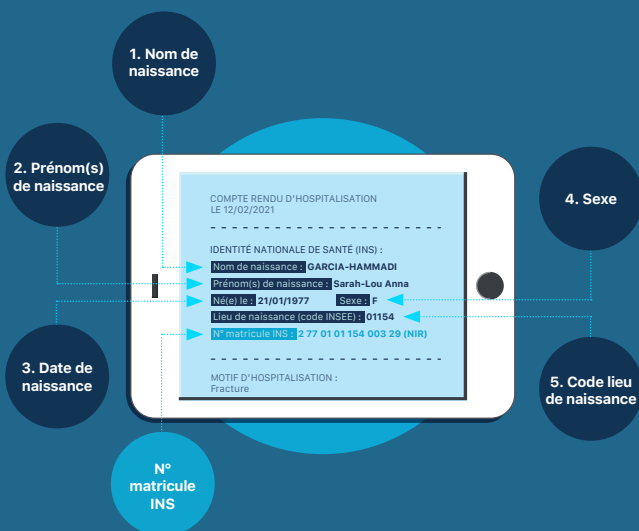 1. Nom de
naissance
2. Prénom(s)
de naissance
3. Date de
naissance
N°
matricule
INS
COMPTE RENDU D'HOSPITALISATION
LE 12/02/2021
IDENTITÉ NATIONALE DE SANTÉ (INS) :
Nom de naissance : GARCIA-HAMMADI
Prénom(s) de naissance : Sarah-Lou Anna
Né(e) le : 21/01/1977 Sexe : F
Lieu de naissance (code INSEE) : 01154
N° matricule INS : 2 77 01 01 154 003 29 (NIR)
MOTIF D'HOSPITALISATION :
Fracture
4. Sexe
5. Code lieu
de naissance